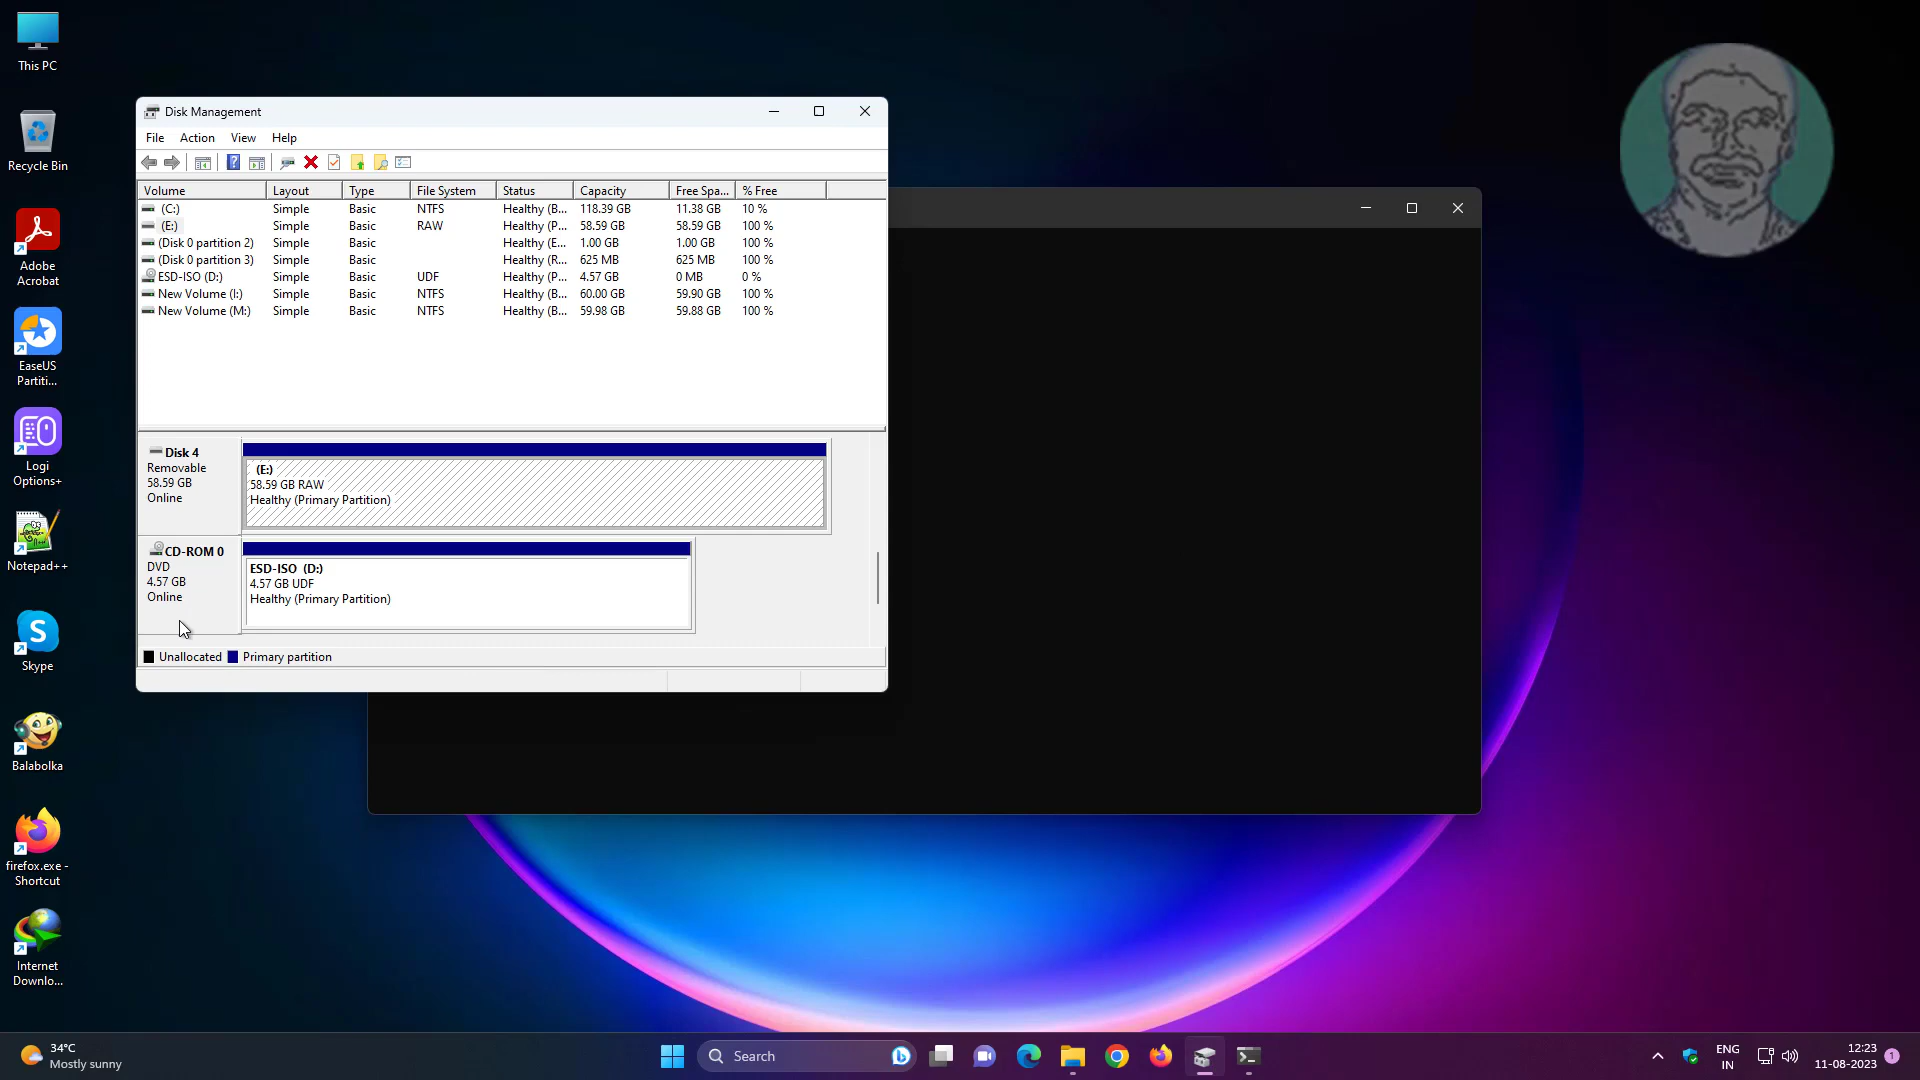 This PC
Recycle Bin
Adobe
Acrobat
EaseUS
Partiti...
Logi
Options+
Notepad++
Skype
Balabolka
firefox.exe -
Shortcut
Internet
Downlo...
Disk Management
File Action View Help
Volume Layout Type File System Status Capacity Free Spa... % Free
(C:) Simple Basic NTFS Healthy (B... 118.39 GB 11.38 GB 10 %
(E:) Simple Basic RAW Healthy (P... 58.59 GB 58.59 GB 100 %
(Disk 0 partition 2) Simple Basic Healthy (E... 1.00 GB 1.00 GB 100 %
(Disk 0 partition 3) Simple Basic Healthy (R... 625 MB 625 MB 100 %
ESD-ISO (D:) Simple Basic UDF Healthy (P... 4.57 GB 0 MB 0 %
New Volume (I:) Simple Basic NTFS Healthy (B... 60.00 GB 59.90 GB 100 %
New Volume (M:) Simple Basic NTFS Healthy (B... 59.98 GB 59.88 GB 100 %
Disk 4
Removable
58.59 GB
Online
(E:)
58.59 GB RAW
Healthy (Primary Partition)
CD-ROM 0
DVD
4.57 GB
Online
ESD-ISO (D:)
4.57 GB UDF
Healthy (Primary Partition)
Unallocated Primary partition
34°C
Mostly sunny
Search
ENG
IN
12:23
11-08-2023
1